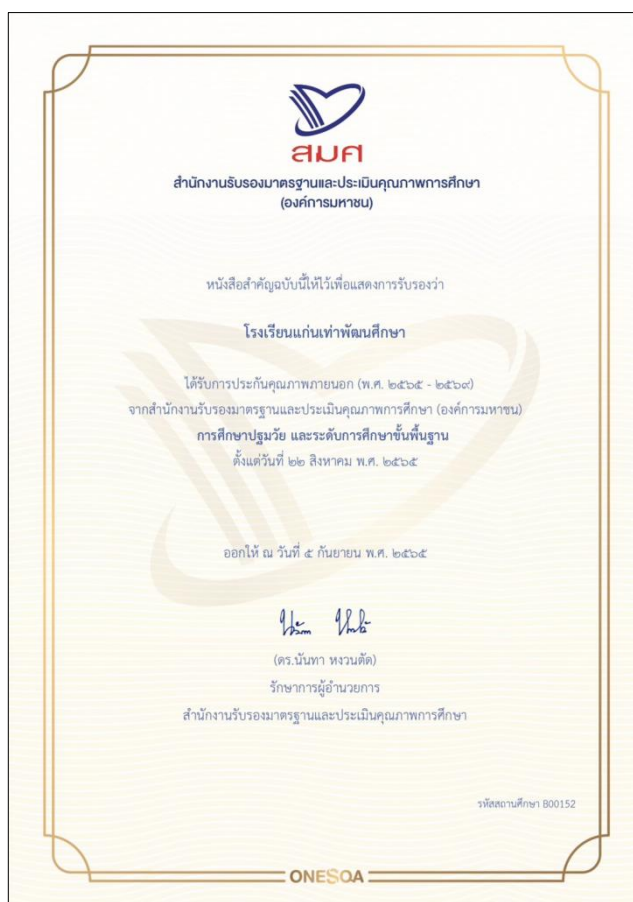 สมศ
สำนักงานรับรองมาตรฐานและประเมินคุณภาพการศึกษา
(องค์การมหาชน)
หนังสือสำคัญฉบับนี้ให้ไว้เพื่อแสดงการรับรองว่า
โรงเรียนแก่นเท่าพัฒนศึกษา
ได้รับการประกันคุณภาพภายนอก (พ.ศ. ๒๕๖๕ - ๒๕๖๙)
จากสำนักงานรับรองมาตรฐานและประเมินคุณภาพการศึกษา (องค์การมหาชน)
การศึกษาปฐมวัย และระดับการศึกษาขั้นพื้นฐาน
ตั้งแต่วันที่ ๒๒ สิงหาคม พ.ศ. ๒๕๖๕
ออกให้ ณ วันที่ ๕ กันยายน พ.ศ. ๒๕๖๕
(ดร.นันทา หงวนตัด)
รักษาการผู้อำนวยการ
สำนักงานรับรองมาตรฐานและประเมินคุณภาพการศึกษา
รหัสสถานศึกษา 800152
ONESQA